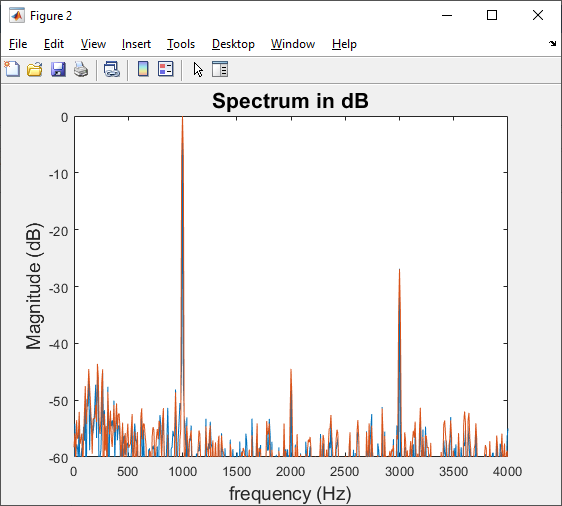 Figure 2
File Edit View Insert Tools Desktop Window Help
Spectrum in dB
0
-10
-20
-30
-40
-50
-60
Magnitude (dB)
0 500 1000 1500 2000 2500 3000 3500 4000
frequency (Hz)